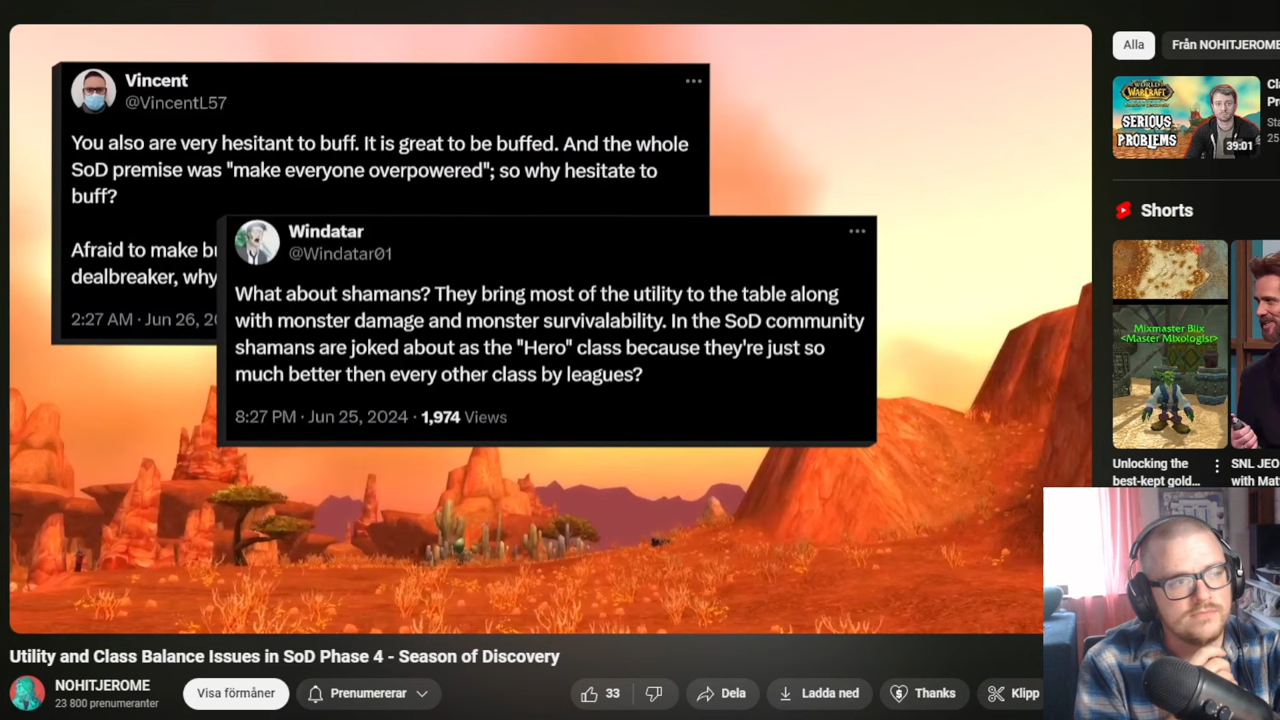 Vincent
@VincentL57
You also are very hesitant to buff. It is great to be buffed. And the whole
SoD premise was "make everyone overpowered"; so why hesitate to
buff?
Afraid to make
dealbreaker, why
2:27 AM · Jun 26,
Windatar
@Windatar01
What about shamans? They bring most of the utility to the table along
with monster damage and monster survivalability. In the SoD community
shamans are joked about as the "Hero" class because they're just so
much better then every other class by leagues?
8:27 PM · Jun 25, 2024 · 1,974 Views
Utility and Class Balance Issues in SoD Phase 4 - Season of Discovery
NOHITJEROME
23 800 prenumeranter
Visa förmåner
Prenumererar
33
Dela
Ladda ned
Thanks
Klipp
Alla
Från NOHITJEROME
WORLD
WARCRAFT
SERIOUS
PROBLEMS
39:01
Shorts
Mixmaster Blix
<Master Mixologist>
Unlocking the
best-kept gold...
SNL JEO
with Mat